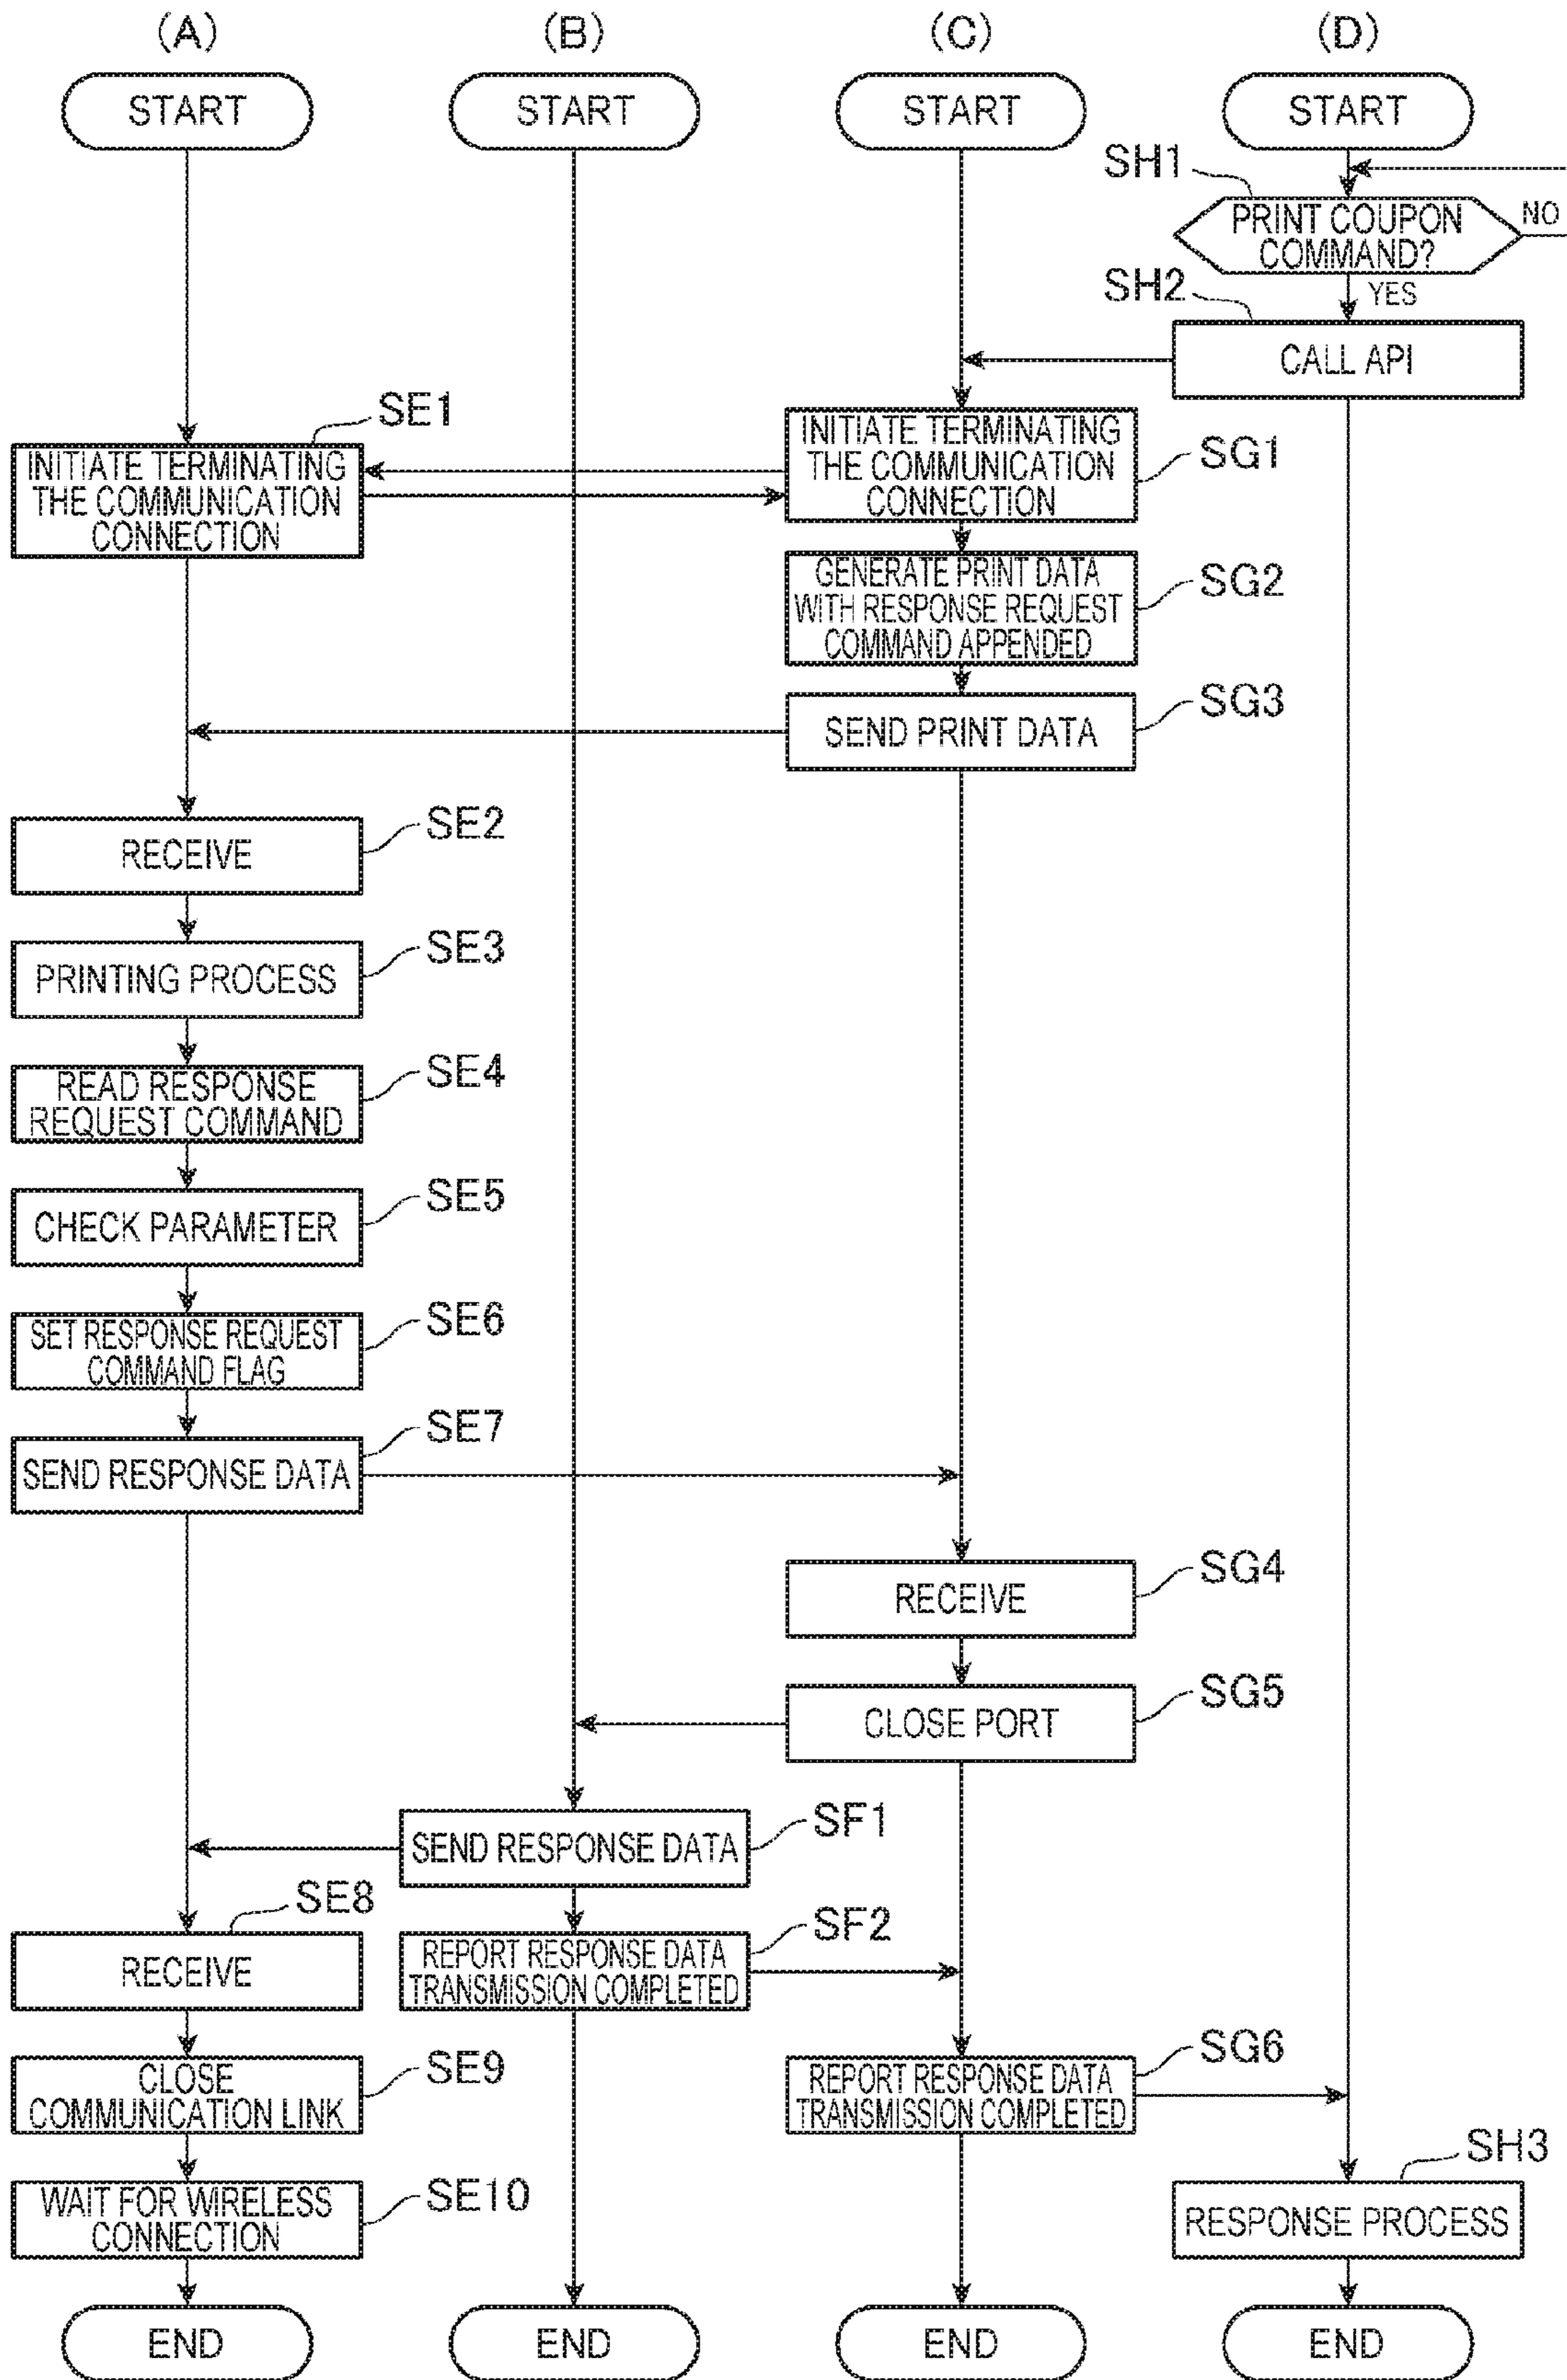 (A)
(B)
(C)
(D)
START
START
START
START
SH1
PRINT COUPON
COMMAND?
NO
YES
SH2
CALL API
SE1
INITIATE TERMINATING
THE COMMUNICATION
CONNECTION
INITIATE TERMINATING
THE COMMUNICATION
CONNECTION
SG1
GENERATE PRINT DATA
WITH RESPONSE REQUEST
COMMAND APPENDED
SG2
SEND PRINT DATA
SG3
RECEIVE
SE2
PRINTING PROCESS
SE3
READ RESPONSE
REQUEST COMMAND
SE4
CHECK PARAMETER
SE5
SET RESPONSE REQUEST
COMMAND FLAG
SE6
SEND RESPONSE DATA
SE7
RECEIVE
SG4
CLOSE PORT
SG5
SEND RESPONSE DATA
SF1
SE8
RECEIVE
REPORT RESPONSE DATA
TRANSMISSION COMPLETED
SF2
CLOSE
COMMUNICATION LINK
SE9
REPORT RESPONSE DATA
TRANSMISSION COMPLETED
SG6
WAIT FOR WIRELESS
CONNECTION
SE10
SH3
RESPONSE PROCESS
END
END
END
END